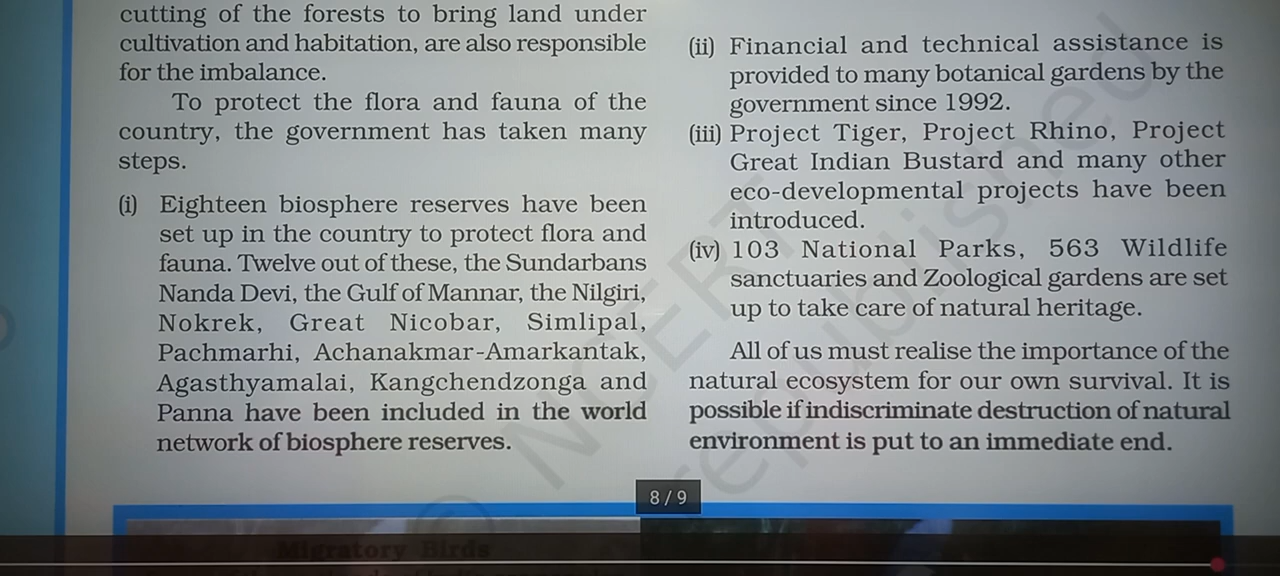 cutting of the forests to bring land under
cultivation and habitation, are also responsible
for the imbalance.
To protect the flora and fauna of the
country, the government has taken many
steps.
(i) Eighteen biosphere reserves have been
set up in the country to protect flora and
fauna. Twelve out of these, the Sundarbans
Nanda Devi, the Gulf of Mannar, the Nilgiri,
Nokrek, Great Nicobar, Simlipal,
Pachmarhi, Achanakmar-Amarkantak,
Agasthyamalai, Kangchendzonga and
Panna have been included in the world
network of biosphere reserves.
(ii) Financial and technical assistance is
provided to many botanical gardens by the
government since 1992.
(iii) Project Tiger, Project Rhino, Project
Great Indian Bustard and many other
eco-developmental projects have been
introduced.
(iv) 103 National Parks, 563 Wildlife
sanctuaries and Zoological gardens are set
up to take care of natural heritage.
All of us must realise the importance of the
natural ecosystem for our own survival. It is
possible if indiscriminate destruction of natural
environment is put to an immediate end.
© NCERT
republished
8 / 9
Migratory Birds